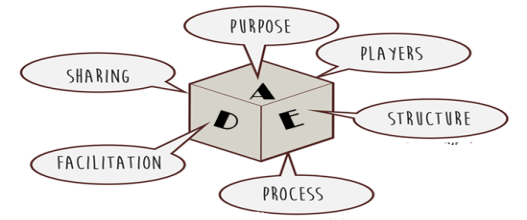 PURPOSE
PLAYERS
SHARING
A
D E
STRUCTURE
FACILITATION
PROCESS